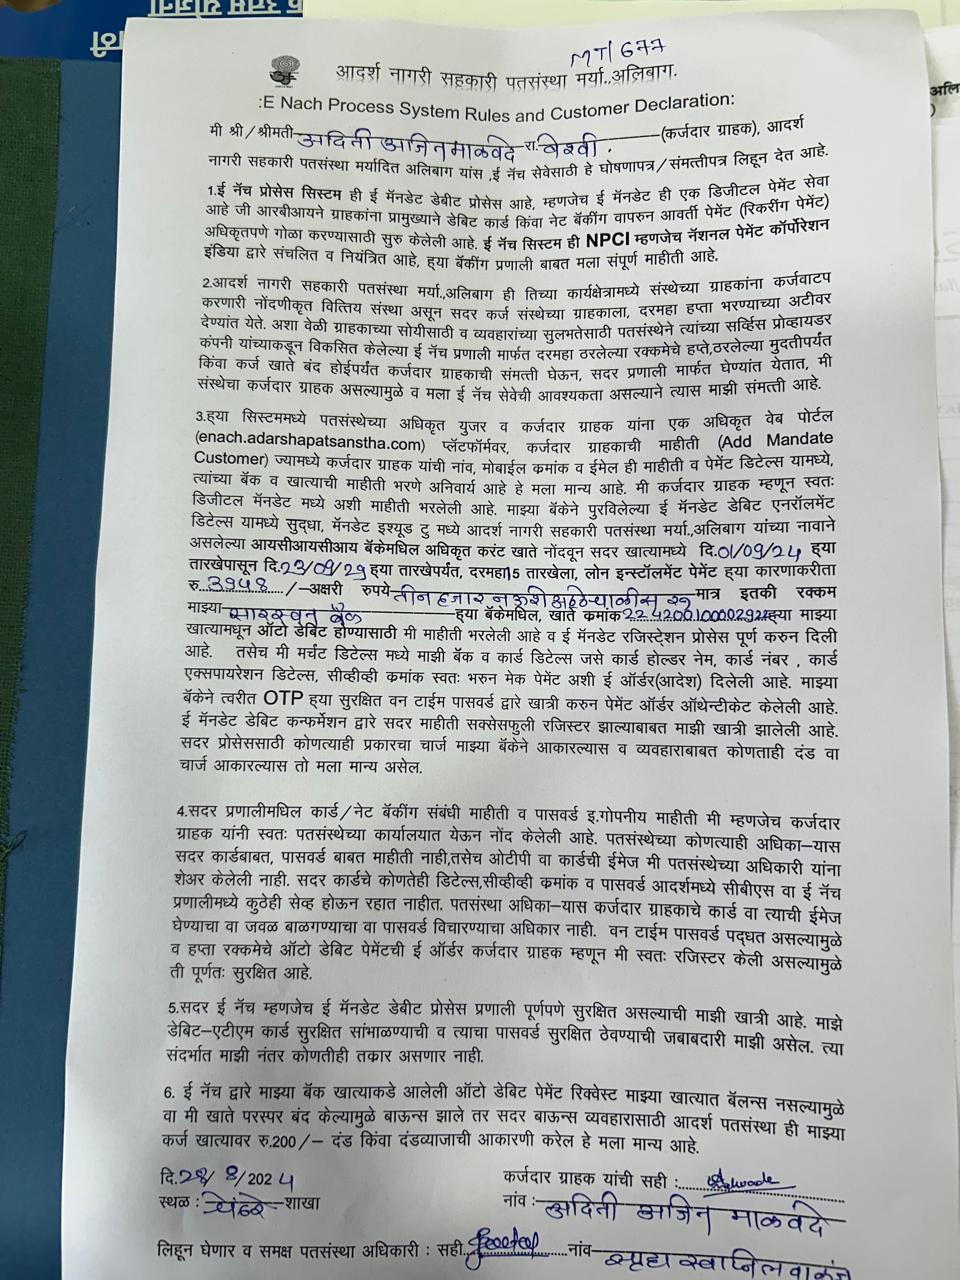 MT/677
आदर्श नागरी सहकारी पतसंस्था मर्या.,अलिबाग.
:E Nach Process System Rules and Customer Declaration:
मी श्री/श्रीमती अदिती अजिन माळवदे रा. वेश्वी. (कर्जदार ग्राहक), आदर्श
नागरी सहकारी पतसंस्था मर्यादित अलिबाग यांस ,ई नॅच सेवेसाठी हे घोषणापत्र/संमत्तीपत्र लिहून देत आहे.
1.ई नॅच प्रोसेस सिस्टिम ही ई मॅनडेट डेबीट प्रोसेस आहे, म्हणजेच ई मॅनडेट ही एक डिजीटल पेमेंट सेवा
आहे जी आरबीआयने ग्राहकांना प्रामुख्याने डेबिट कार्ड किंवा नेट बँकींग वापरुन आवर्ती पेमेंट (रिकरींग पेमेंट)
अधिकृतपणे गोळा करण्यासाठी सुरु केलेली आहे. ई नॅच सिस्टम ही NPCI म्हणजेच नॅशनल पेमेंट कॉर्पोरेशन
इंडिया द्वारे संचलित व नियंत्रित आहे, ह्या बँकींग प्रणाली बाबत मला संपूर्ण माहीती आहे.
2.आदर्श नागरी सहकारी पतसंस्था मर्या.,अलिबाग ही तिच्या कार्यक्षेत्रामध्ये संस्थेच्या ग्राहकांना कर्जवाटप
करणारी नोंदणीकृत वित्तिय संस्था असून सदर कर्ज संस्थेच्या ग्राहकाला, दरमहा हप्ता भरण्याच्या अटीवर
देण्यांत येते. अशा वेळी ग्राहकाच्या सोयीसाठी व व्यवहारांच्या सुलभतेसाठी पतसंस्थेने त्यांच्या सर्व्हिस प्रोव्हायडर
कंपनी यांच्याकडून विकसित केलेल्या ई नॅच प्रणाली मार्फत दरमहा ठरलेल्या रक्कमेचे हप्ते,ठरलेल्या मुदतीपर्यत
किंवा कर्ज खाते बंद होईपर्यंत कर्जदार ग्राहकाची संमत्ती घेऊन, सदर प्रणाली मार्फत घेण्यांत येतात, मी
संस्थेचा कर्जदार ग्राहक असल्यामुळे व मला ई नॅच सेवेची आवश्यकता असल्याने त्यास माझी संमत्ती आहे.
3.ह्या सिस्टिममध्ये पतसंस्थेच्या अधिकृत युजर व कर्जदार ग्राहक यांना एक अधिकृत वेब पोर्टल
(enach.adarshapatsanstha.com) प्लॅटफॉर्मवर, कर्जदार ग्राहकाची माहीती (Add Mandate
Customer) ज्यामध्ये कर्जदार ग्राहक यांची नांव, मोबाईल क्रमांक व ईमेल ही माहीती व पेमेंट डिटेल्स यामध्ये,
त्यांच्या बँक व खात्याची माहीती भरणे अनिवार्य आहे हे मला मान्य आहे. मी कर्जदार ग्राहक म्हणून स्वतः
डिजीटल मॅनडेट मध्ये अशी माहीती भरलेली आहे. माझ्या बँकेने पुरविलेल्या ई मॅनडेट डेबिट एनरॉलमेंट
डिटेल्स यामध्ये सुद्धा, मॅनडेट इश्यूड टु मध्ये आदर्श नागरी सहकारी पतसंस्था मर्या.,अलिबाग यांच्या नावाने
असलेल्या आयसीआयसीआय बँकेमधिल अधिकृत करंट खाते नोंदवून सदर खात्यामध्ये दि.01/09/24 ह्या
तारखेपासून दि.23/09/29 ह्या तारखेपर्यंत, दरमहा15 तारखेला, लोन इन्स्टॉलमेंट पेमेंट ह्या कारणाकरीता
रु.3948/-अक्षरी रुपये तीन हजार नऊशे अठ्ठेचाळीस रु मात्र इतकी रक्कम
माझ्या सारस्वत बँक ह्या बँकेमधिल, खाते क्रमांक ह्या माझ्या
खात्यामधून ऑटो डेबिट होण्यासाठी मी माहीती भरलेली आहे व ई मॅनडेट रजिस्ट्रेशन प्रोसेस पूर्ण करुन दिली
आहे. तसेच मी मर्चंट डिटेल्स मध्ये माझी बँक व कार्ड डिटेल्स जसे कार्ड होल्डर नेम, कार्ड नंबर , कार्ड
एक्सपायरेशन डिटेल्स, सीव्हीव्ही क्रमांक स्वतः भरुन मेक पेमेंट अशी ई ऑर्डर(आदेश) दिलेली आहे. माझ्या
बँकेने त्वरीत OTP ह्या सुरक्षित वन टाईम पासवर्ड द्वारे खात्री करुन पेमेंट ऑर्डर ऑथेन्टीकेट केलेली आहे.
ई मॅनडेट डेबिट कन्फर्मेशन द्वारे सदर माहीती सक्सेसफुली रजिस्टर झाल्याबाबत माझी खात्री झालेली आहे.
सदर प्रोसेससाठी कोणत्याही प्रकारचा चार्ज माझ्या बँकेने आकारल्यास व व्यवहाराबाबत कोणताही दंड वा
चार्ज आकारल्यास तो मला मान्य असेल.
4.सदर प्रणालीमधिल कार्ड/नेट बँकींग संबंधी माहीती व पासवर्ड इ.गोपनीय माहीती मी म्हणजेच कर्जदार
ग्राहक यांनी स्वतः पतसंस्थेच्या कार्यालयात येऊन नोंद केलेली आहे. पतसंस्थेच्या कोणत्याही अधिका–यास
सदर कार्डबाबत, पासवर्ड बाबत माहीती नाही,तसेच ओटीपी वा कार्डची ईमेज मी पतसंस्थेच्या अधिकारी यांना
शेअर केलेली नाही. सदर कार्डचे कोणतेही डिटेल्स,सीव्हीव्ही क्रमांक व पासवर्ड आदर्शमध्ये सीबीएस वा ई नॅच
प्रणालीमध्ये कुठेही सेव्ह होऊन रहात नाहीत. पतसंस्था अधिका–यास कर्जदार ग्राहकाचे कार्ड वा त्याची ईमेज
घेण्याचा वा जवळ बाळगण्याचा वा पासवर्ड विचारण्याचा अधिकार नाही. वन टाईम पासवर्ड पद्धत असल्यामुळे
व हप्ता रक्कमेचे ऑटो डेबिट पेमेंटची ई ऑर्डर कर्जदार ग्राहक म्हणून मी स्वतः रजिस्टर केली असल्यामुळे
ती पूर्णतः सुरक्षित आहे.
5.सदर ई नॅच म्हणजेच ई मॅनडेट डेबीट प्रोसेस प्रणाली पूर्णपणे सुरक्षित असल्याची माझी खात्री आहे. माझे
डेबिट–एटीएम कार्ड सुरक्षित सांभाळण्याची व त्याचा पासवर्ड सुरक्षित ठेवण्याची जबाबदारी माझी असेल. त्या
संदर्भात माझी नंतर कोणतीही तकार असणार नाही.
6. ई नॅच द्वारे माझ्या बँक खात्याकडे आलेली ऑटो डेबिट पेमेंट रिक्वेस्ट माझ्या खात्यात बॅलन्स नसल्यामुळे
वा मी खाते परस्पर बंद केल्यामुळे बाऊन्स झाले तर सदर बाऊन्स व्यवहारासाठी आदर्श पतसंस्था ही माझ्या
कर्ज खात्यावर रु.200/– दंड किंवा दंडव्याजाची आकारणी करेल हे मला मान्य आहे.
दि.28/8/2024 कर्जदार ग्राहक यांची सही :
स्थळ : चेंढरे शाखा नांव : अदिती अजिन माळवदे
लिहून घेणार व समक्ष पतसंस्था अधिकारी : सही नांव स्पृहा स्वाप्निल